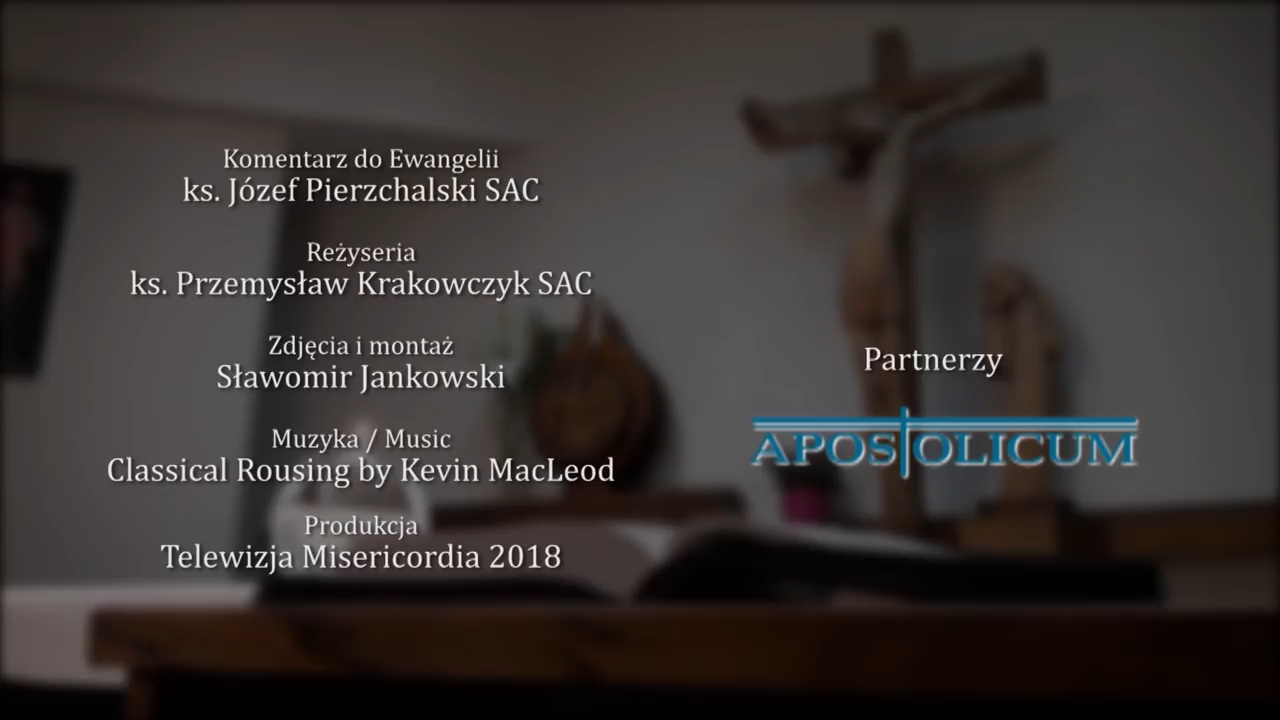 Komentarz do Ewangelii
ks. Józef Pierzchalski SAC
Reżyseria
ks. Przemysław Krakowczyk SAC
Zdjęcia i montaż
Sławomir Jankowski
Muzyka / Music
Classical Rousing by Kevin MacLeod
Produkcja
Telewizja Misericordia 2018
Partnerzy
APOSTOLICUM